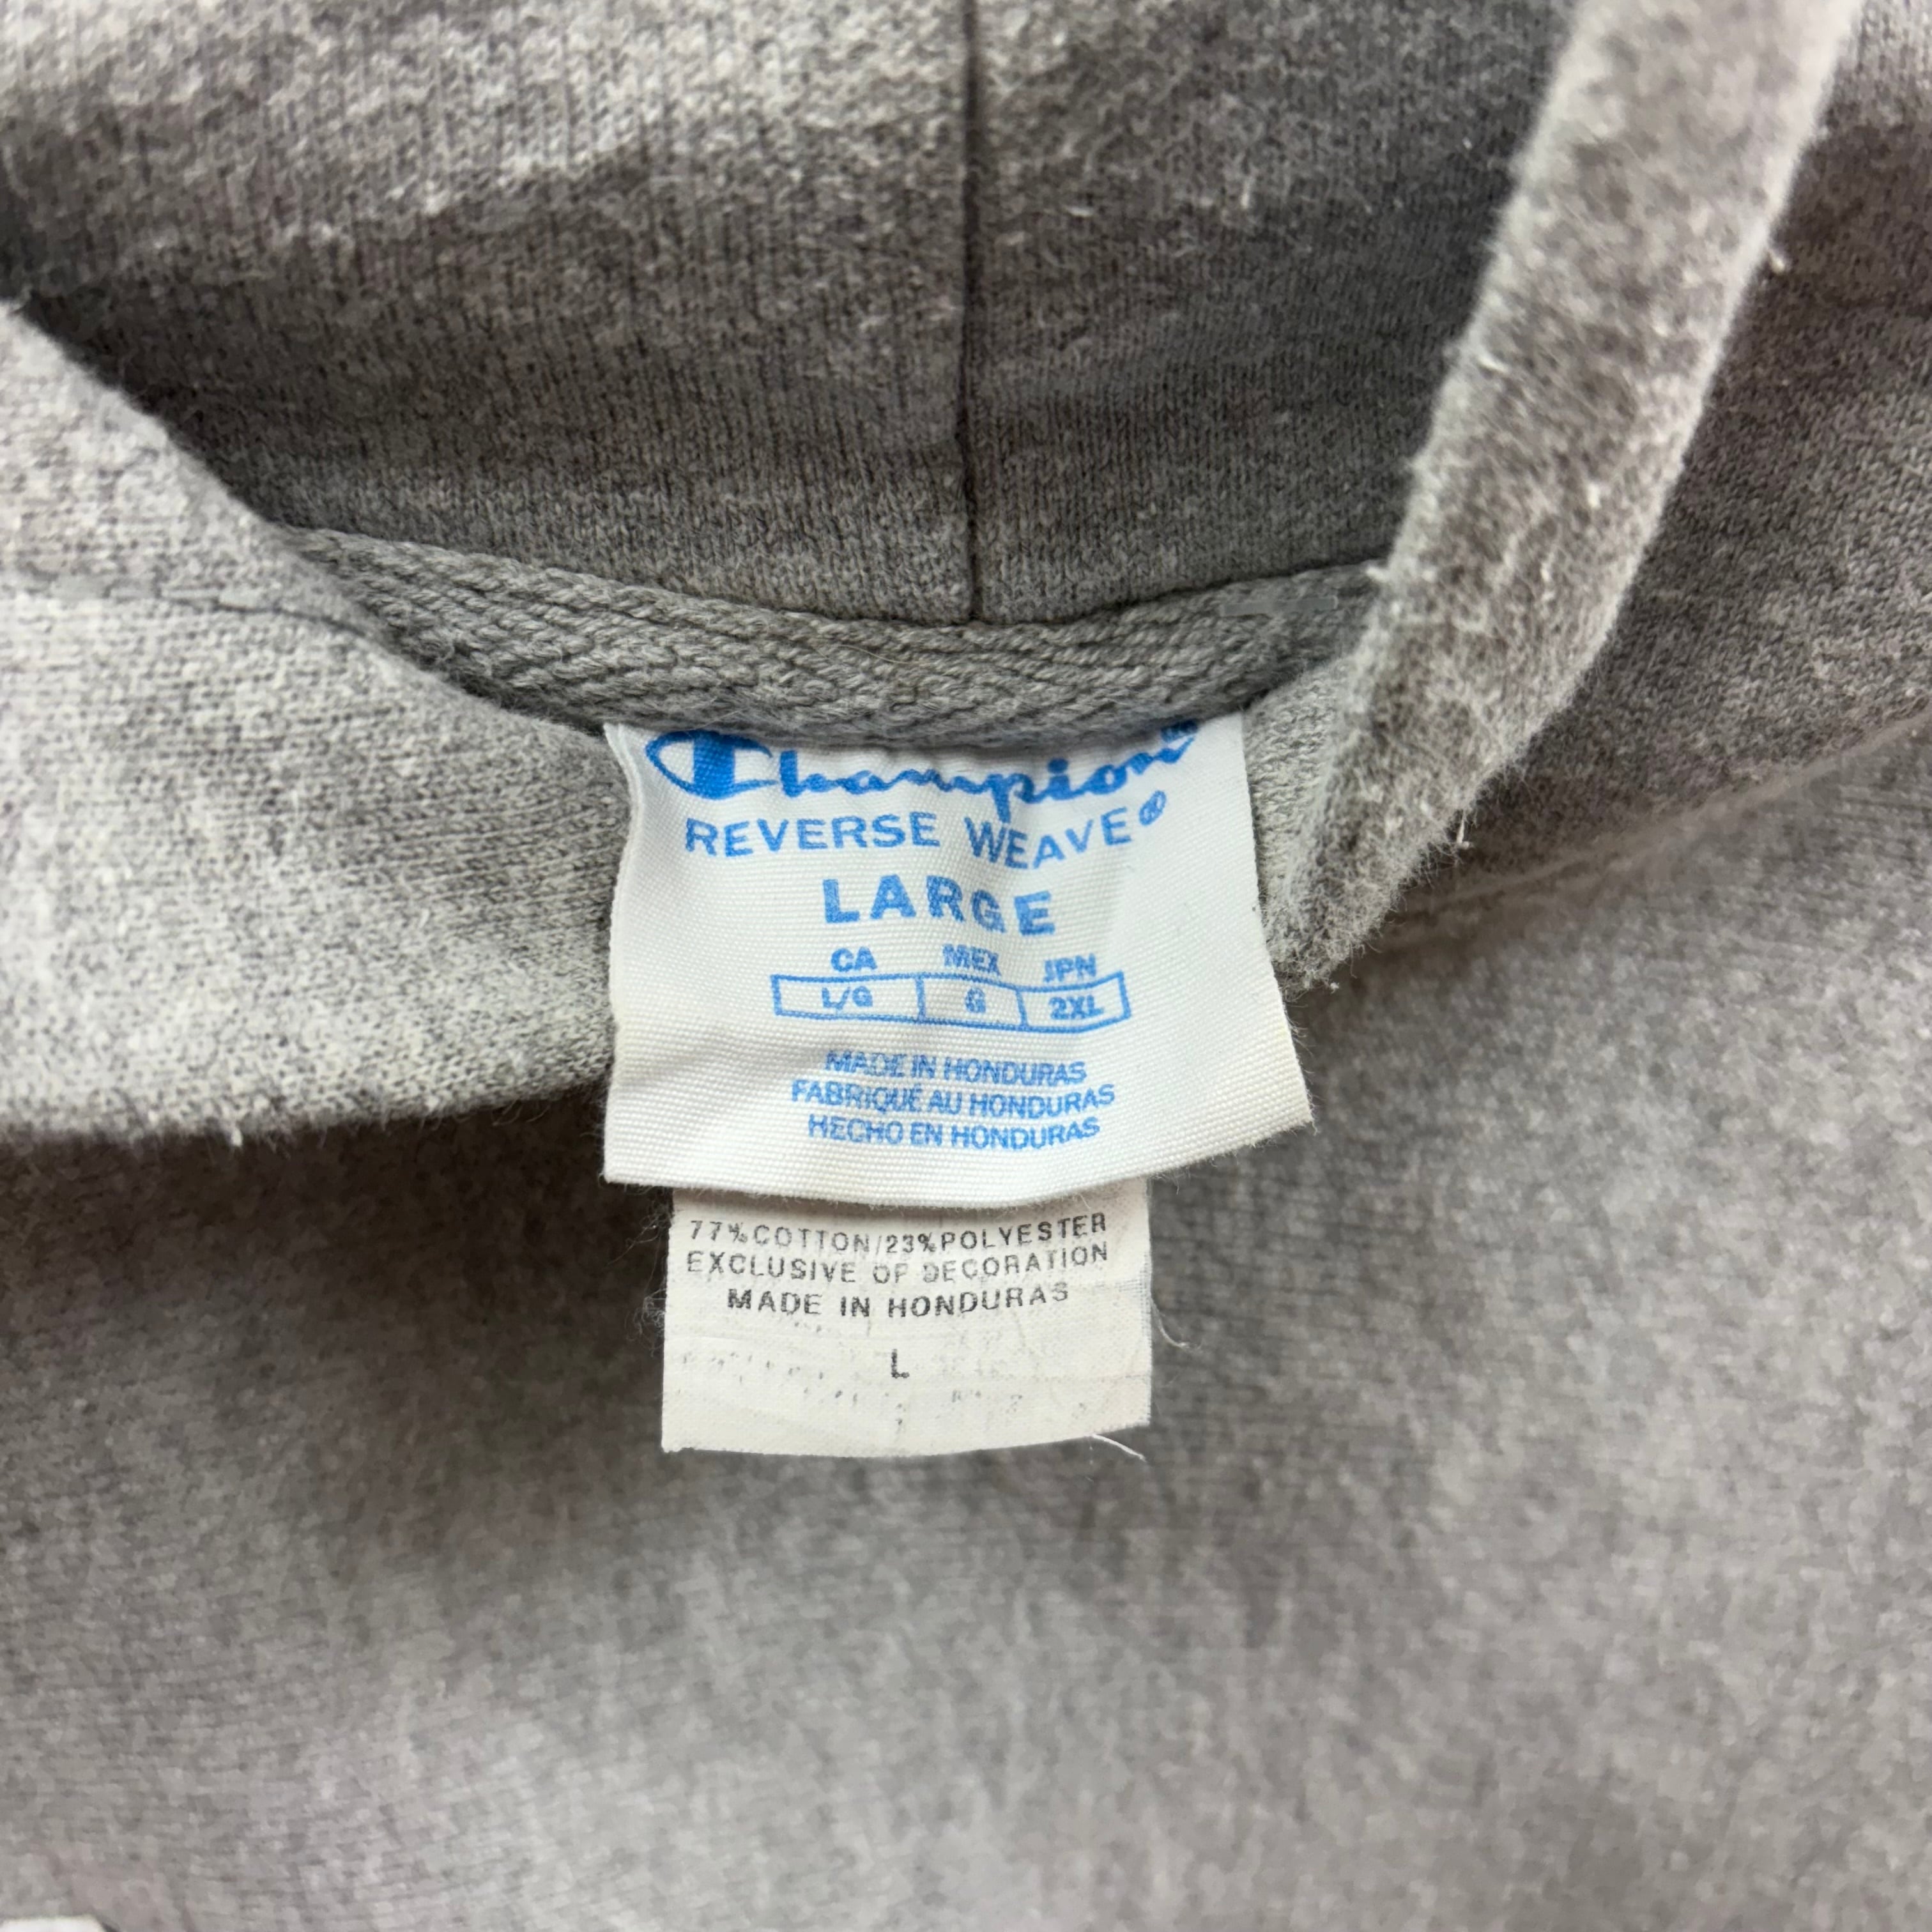 Champion
REVERSE WEAVE®
LARGE
CA MEX JPN
L/G G 2XL
MADE IN HONDURAS
FABRIQUÉ AU HONDURAS
HECHO EN HONDURAS
77%COTTON/23%POLYESTER
EXCLUSIVE OF DECORATION
MADE IN HONDURAS
L